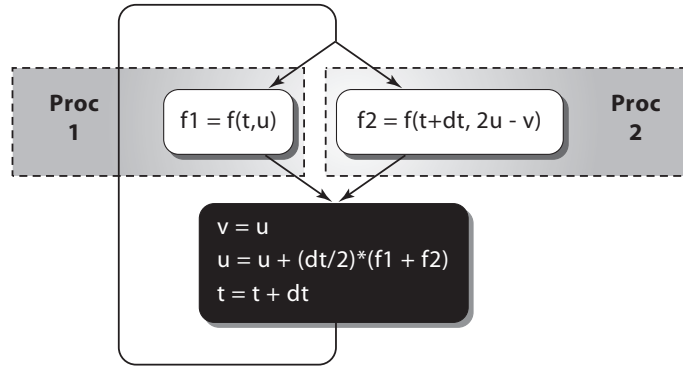 Proc
1
f1 = f(t,u)
f2 = f(t+dt, 2u - v)
Proc
2
v = u
u = u + (dt/2)*(f1 + f2)
t = t + dt